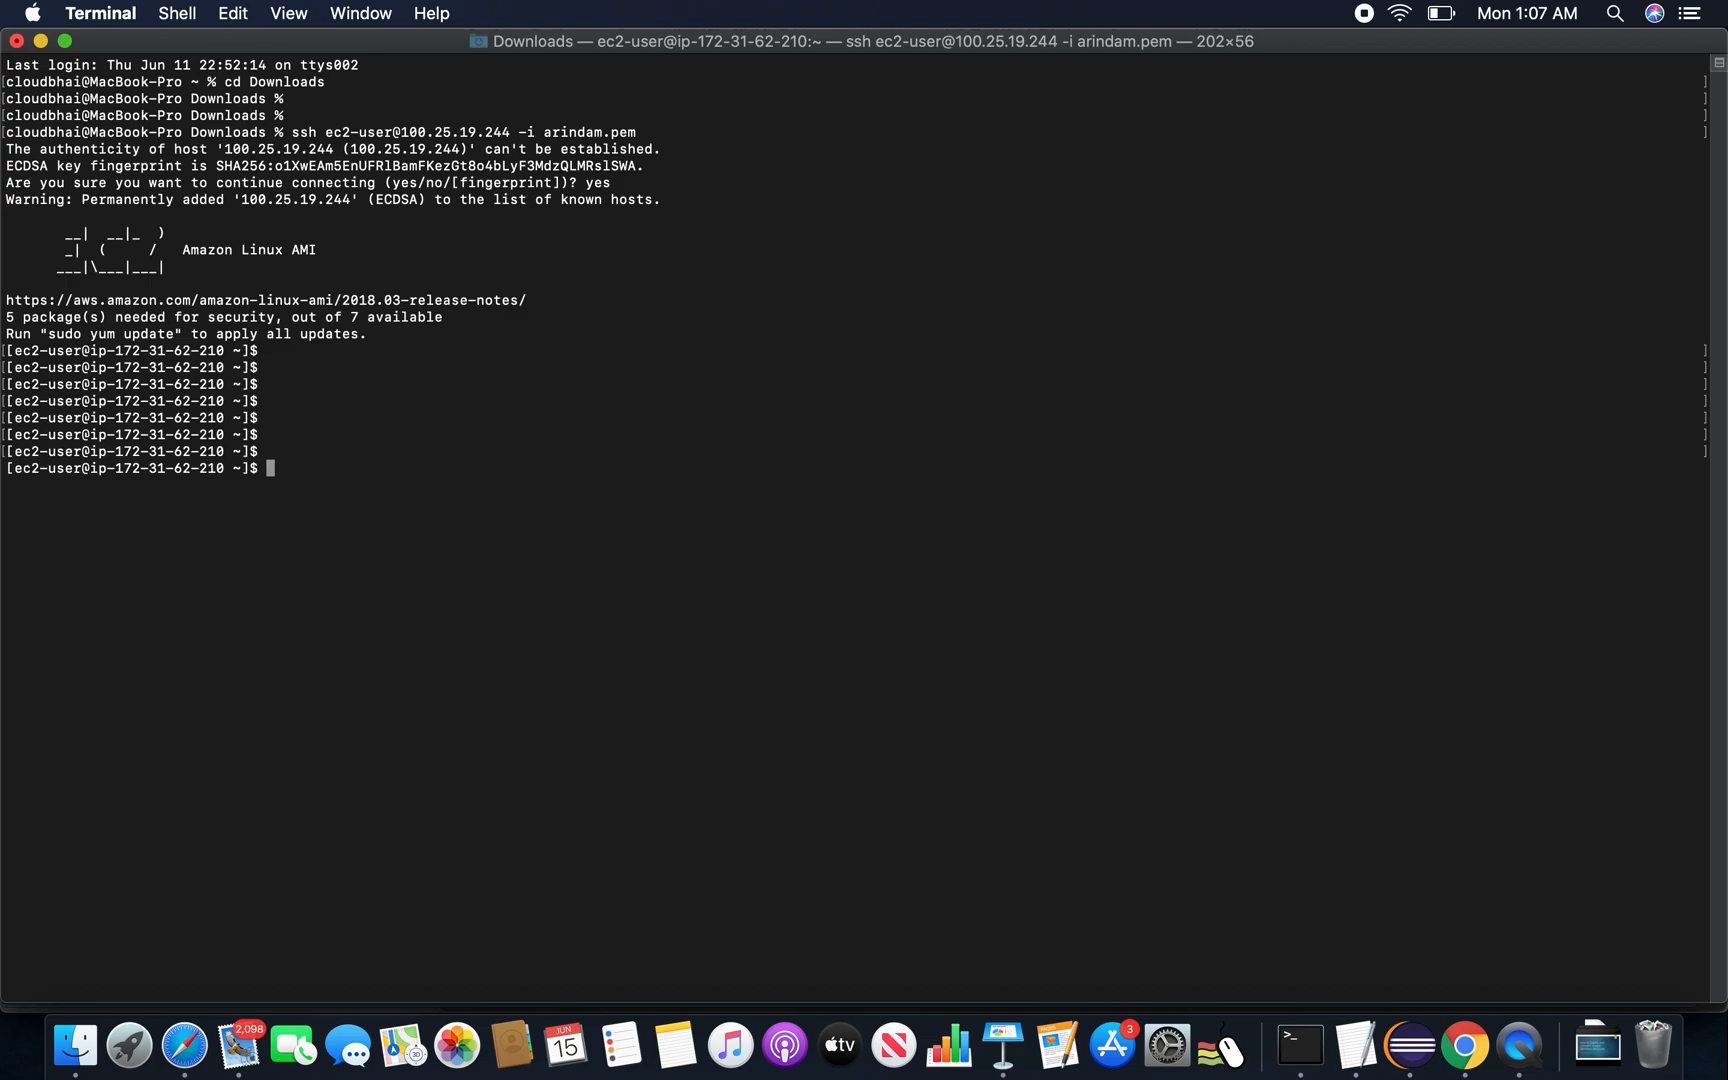 Terminal Shell Edit View Window Help Mon 1:07 AM
Downloads — ec2-user@ip-172-31-62-210:~ — ssh ec2-user@100.25.19.244 -i arindam.pem — 202×56
Last login: Thu Jun 11 22:52:14 on ttys002
[cloudbhai@MacBook-Pro ~ % cd Downloads ]
[cloudbhai@MacBook-Pro Downloads % ]
[cloudbhai@MacBook-Pro Downloads % ]
[cloudbhai@MacBook-Pro Downloads % ssh ec2-user@100.25.19.244 -i arindam.pem ]
The authenticity of host '100.25.19.244 (100.25.19.244)' can't be established.
ECDSA key fingerprint is SHA256:o1XwEAm5EnUFRlBamFKezGt8o4bLyF3MdzQLMRslSWA.
Are you sure you want to continue connecting (yes/no/[fingerprint])? yes
Warning: Permanently added '100.25.19.244' (ECDSA) to the list of known hosts.
__|  __|_  )
_|  (     /   Amazon Linux AMI
___|\___|___|
https://aws.amazon.com/amazon-linux-ami/2018.03-release-notes/
5 package(s) needed for security, out of 7 available
Run "sudo yum update" to apply all updates.
[[ec2-user@ip-172-31-62-210 ~]$ ]
[[ec2-user@ip-172-31-62-210 ~]$ ]
[[ec2-user@ip-172-31-62-210 ~]$ ]
[[ec2-user@ip-172-31-62-210 ~]$ ]
[[ec2-user@ip-172-31-62-210 ~]$ ]
[[ec2-user@ip-172-31-62-210 ~]$ ]
[[ec2-user@ip-172-31-62-210 ~]$ ]
[ec2-user@ip-172-31-62-210 ~]$
2,098 3D JUN 15 tv PAGES 3 >_